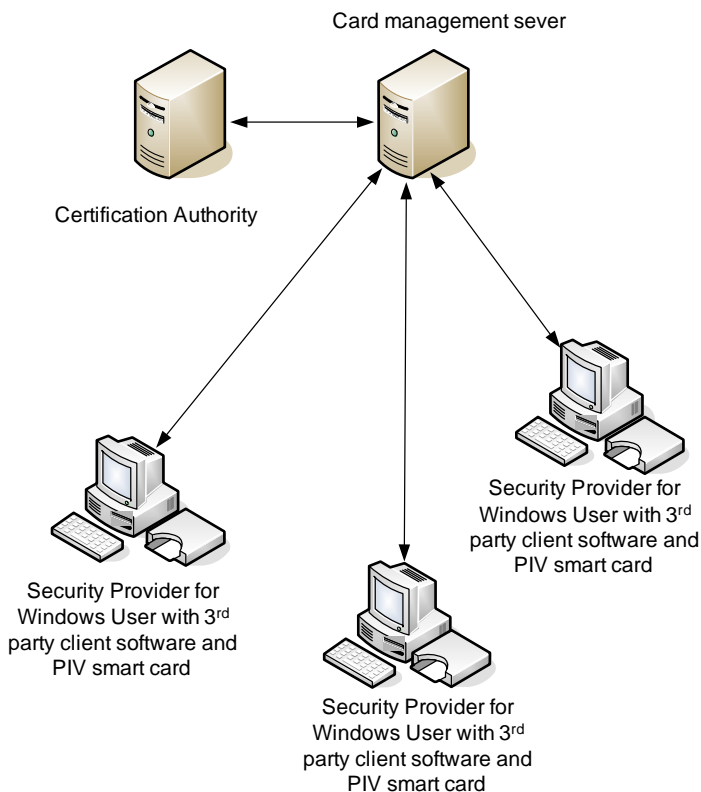 Card management sever
Certification Authority
Security Provider for
Windows User with 3rd
party client software and
PIV smart card
Security Provider for
Windows User with 3rd
party client software and
PIV smart card
Security Provider for
Windows User with 3rd
party client software and
PIV smart card